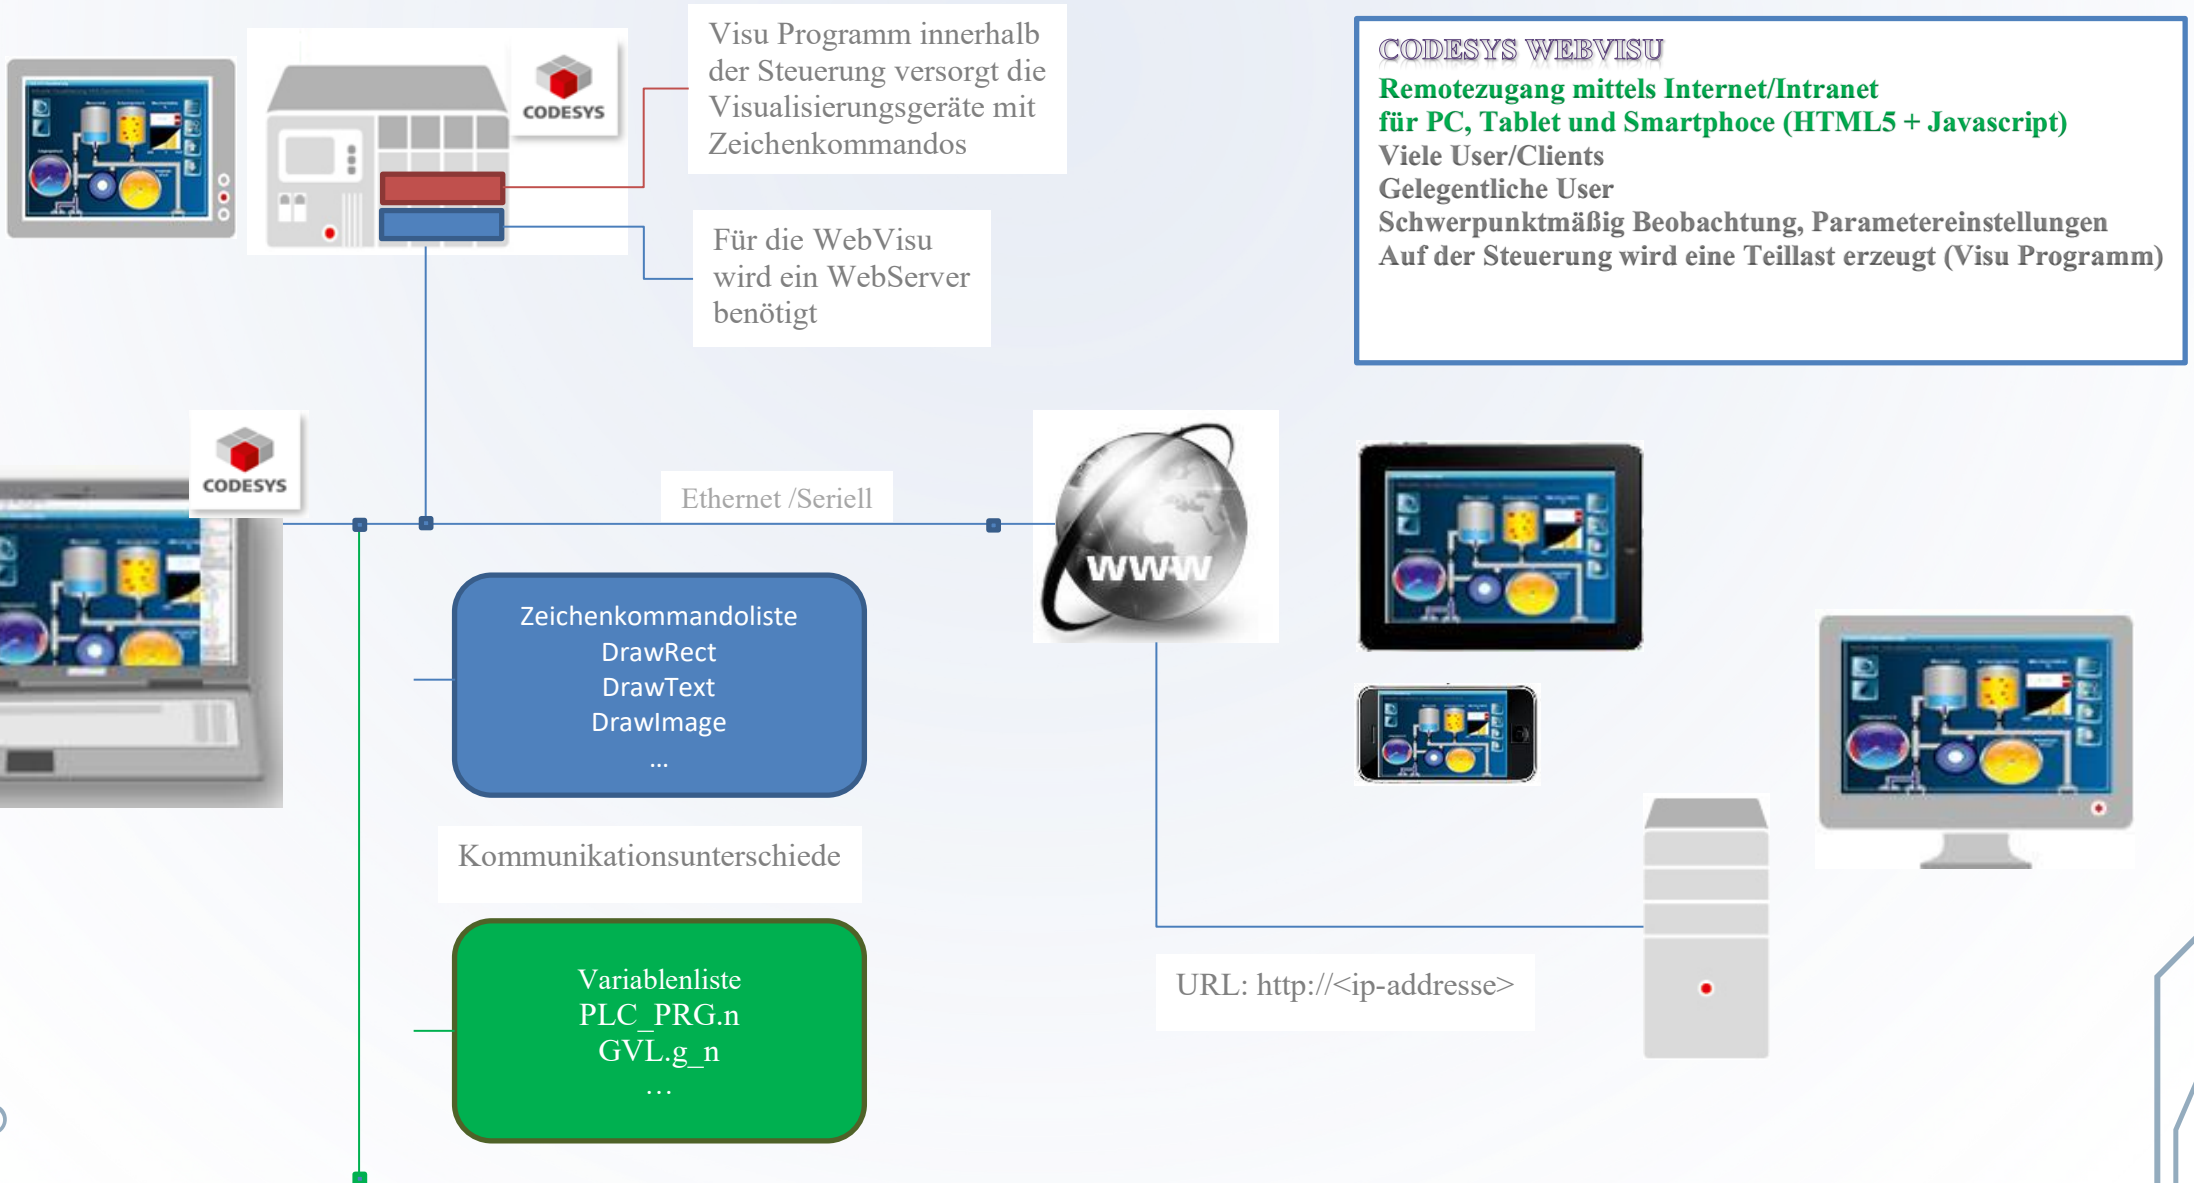 CODESYS
Visu Programm innerhalb
der Steuerung versorgt die
Visualisierungsgeräte mit
Zeichenkommandos
Für die WebVisu
wird ein WebServer
benötigt
CODESYS WEBVISU
Remotezugang mittels Internet/Intranet
für PC, Tablet und Smartphoce (HTML5 + Javascript)
Viele User/Clients
Gelegentliche User
Schwerpunktmäßig Beobachtung, Parametereinstellungen
Auf der Steuerung wird eine Teillast erzeugt (Visu Programm)
CODESYS
Ethernet /Seriell
www
Zeichenkommandoliste
DrawRect
DrawText
DrawImage
...
Kommunikationsunterschiede
Variablenliste
PLC_PRG.n
GVL.g_n
...
URL: http://<ip-addresse>